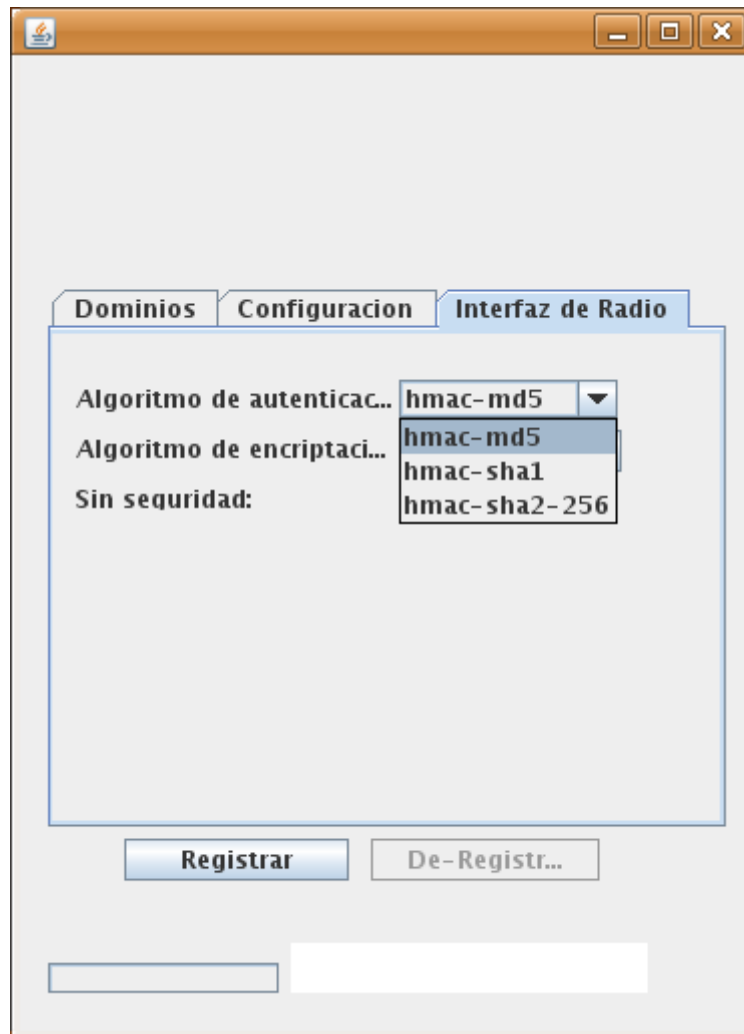 Dominios Configuracion Interfaz de Radio
Algoritmo de autenticac... hmac-md5
Algoritmo de encriptaci... hmac-md5
hmac-sha1
Sin seguridad: hmac-sha2-256
Registrar De-Registr...